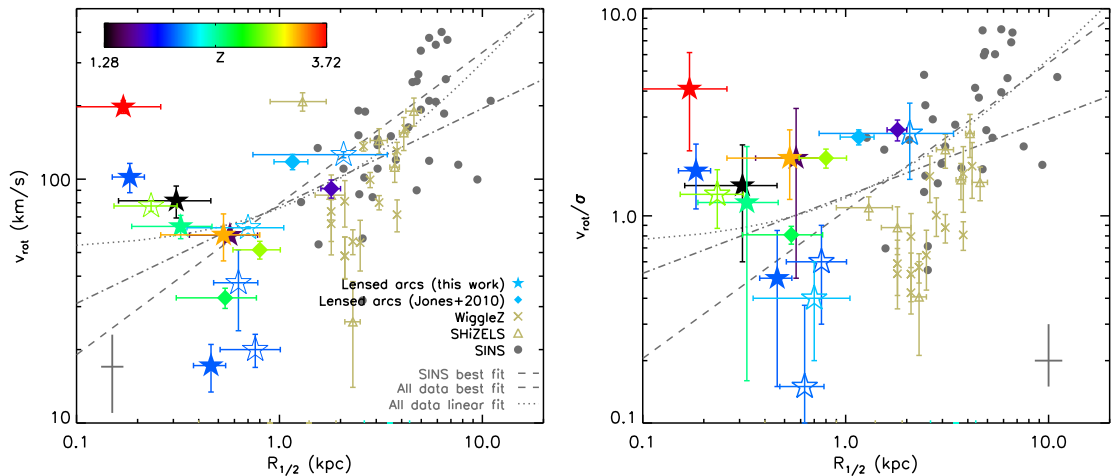 1.28
Z
3.72
100
10
v_rot (km/s)
0.1
1.0
10.0
R_1/2 (kpc)
Lensed arcs (this work)
Lensed arcs (Jones+2010)
WiggleZ
SHiZELS
SINS
SINS best fit
All data best fit
All data linear fit
10.0
1.0
0.1
v_rot/σ
0.1
1.0
10.0
R_1/2 (kpc)